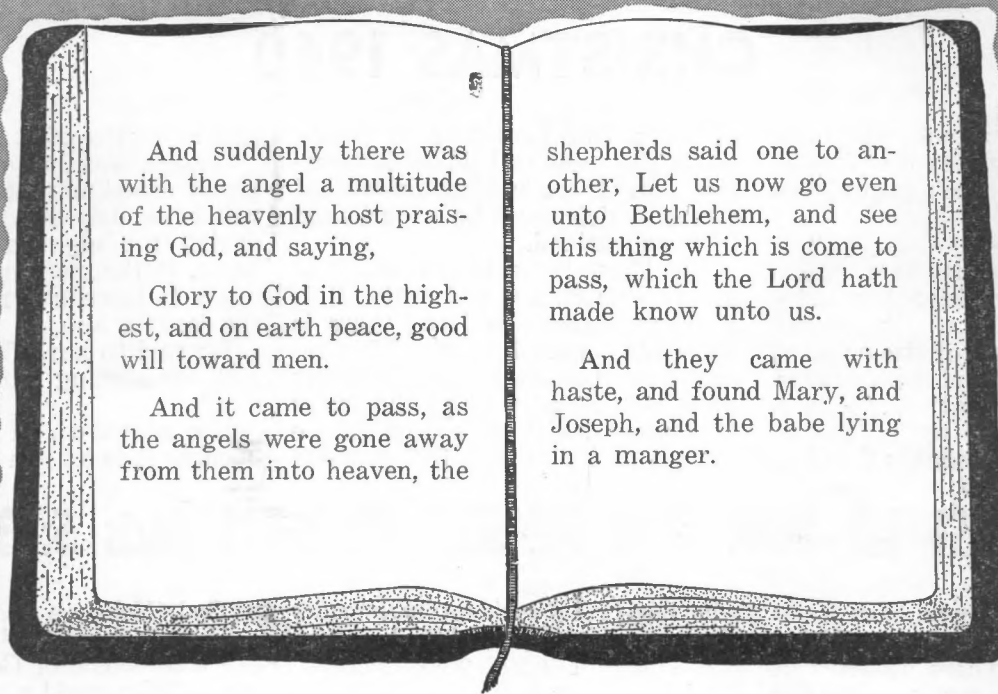 And suddenly there was
with the angel a multitude
of the heavenly host prais-
ing God, and saying,
Glory to God in the high-
est, and on earth peace, good
will toward men.
And it came to pass, as
the angels were gone away
from them into heaven, the
shepherds said one to an-
other, Let us now go even
unto Bethlehem, and see
this thing which is come to
pass, which the Lord hath
made know unto us.
And they came with
haste, and found Mary, and
Joseph, and the babe lying
in a manger.